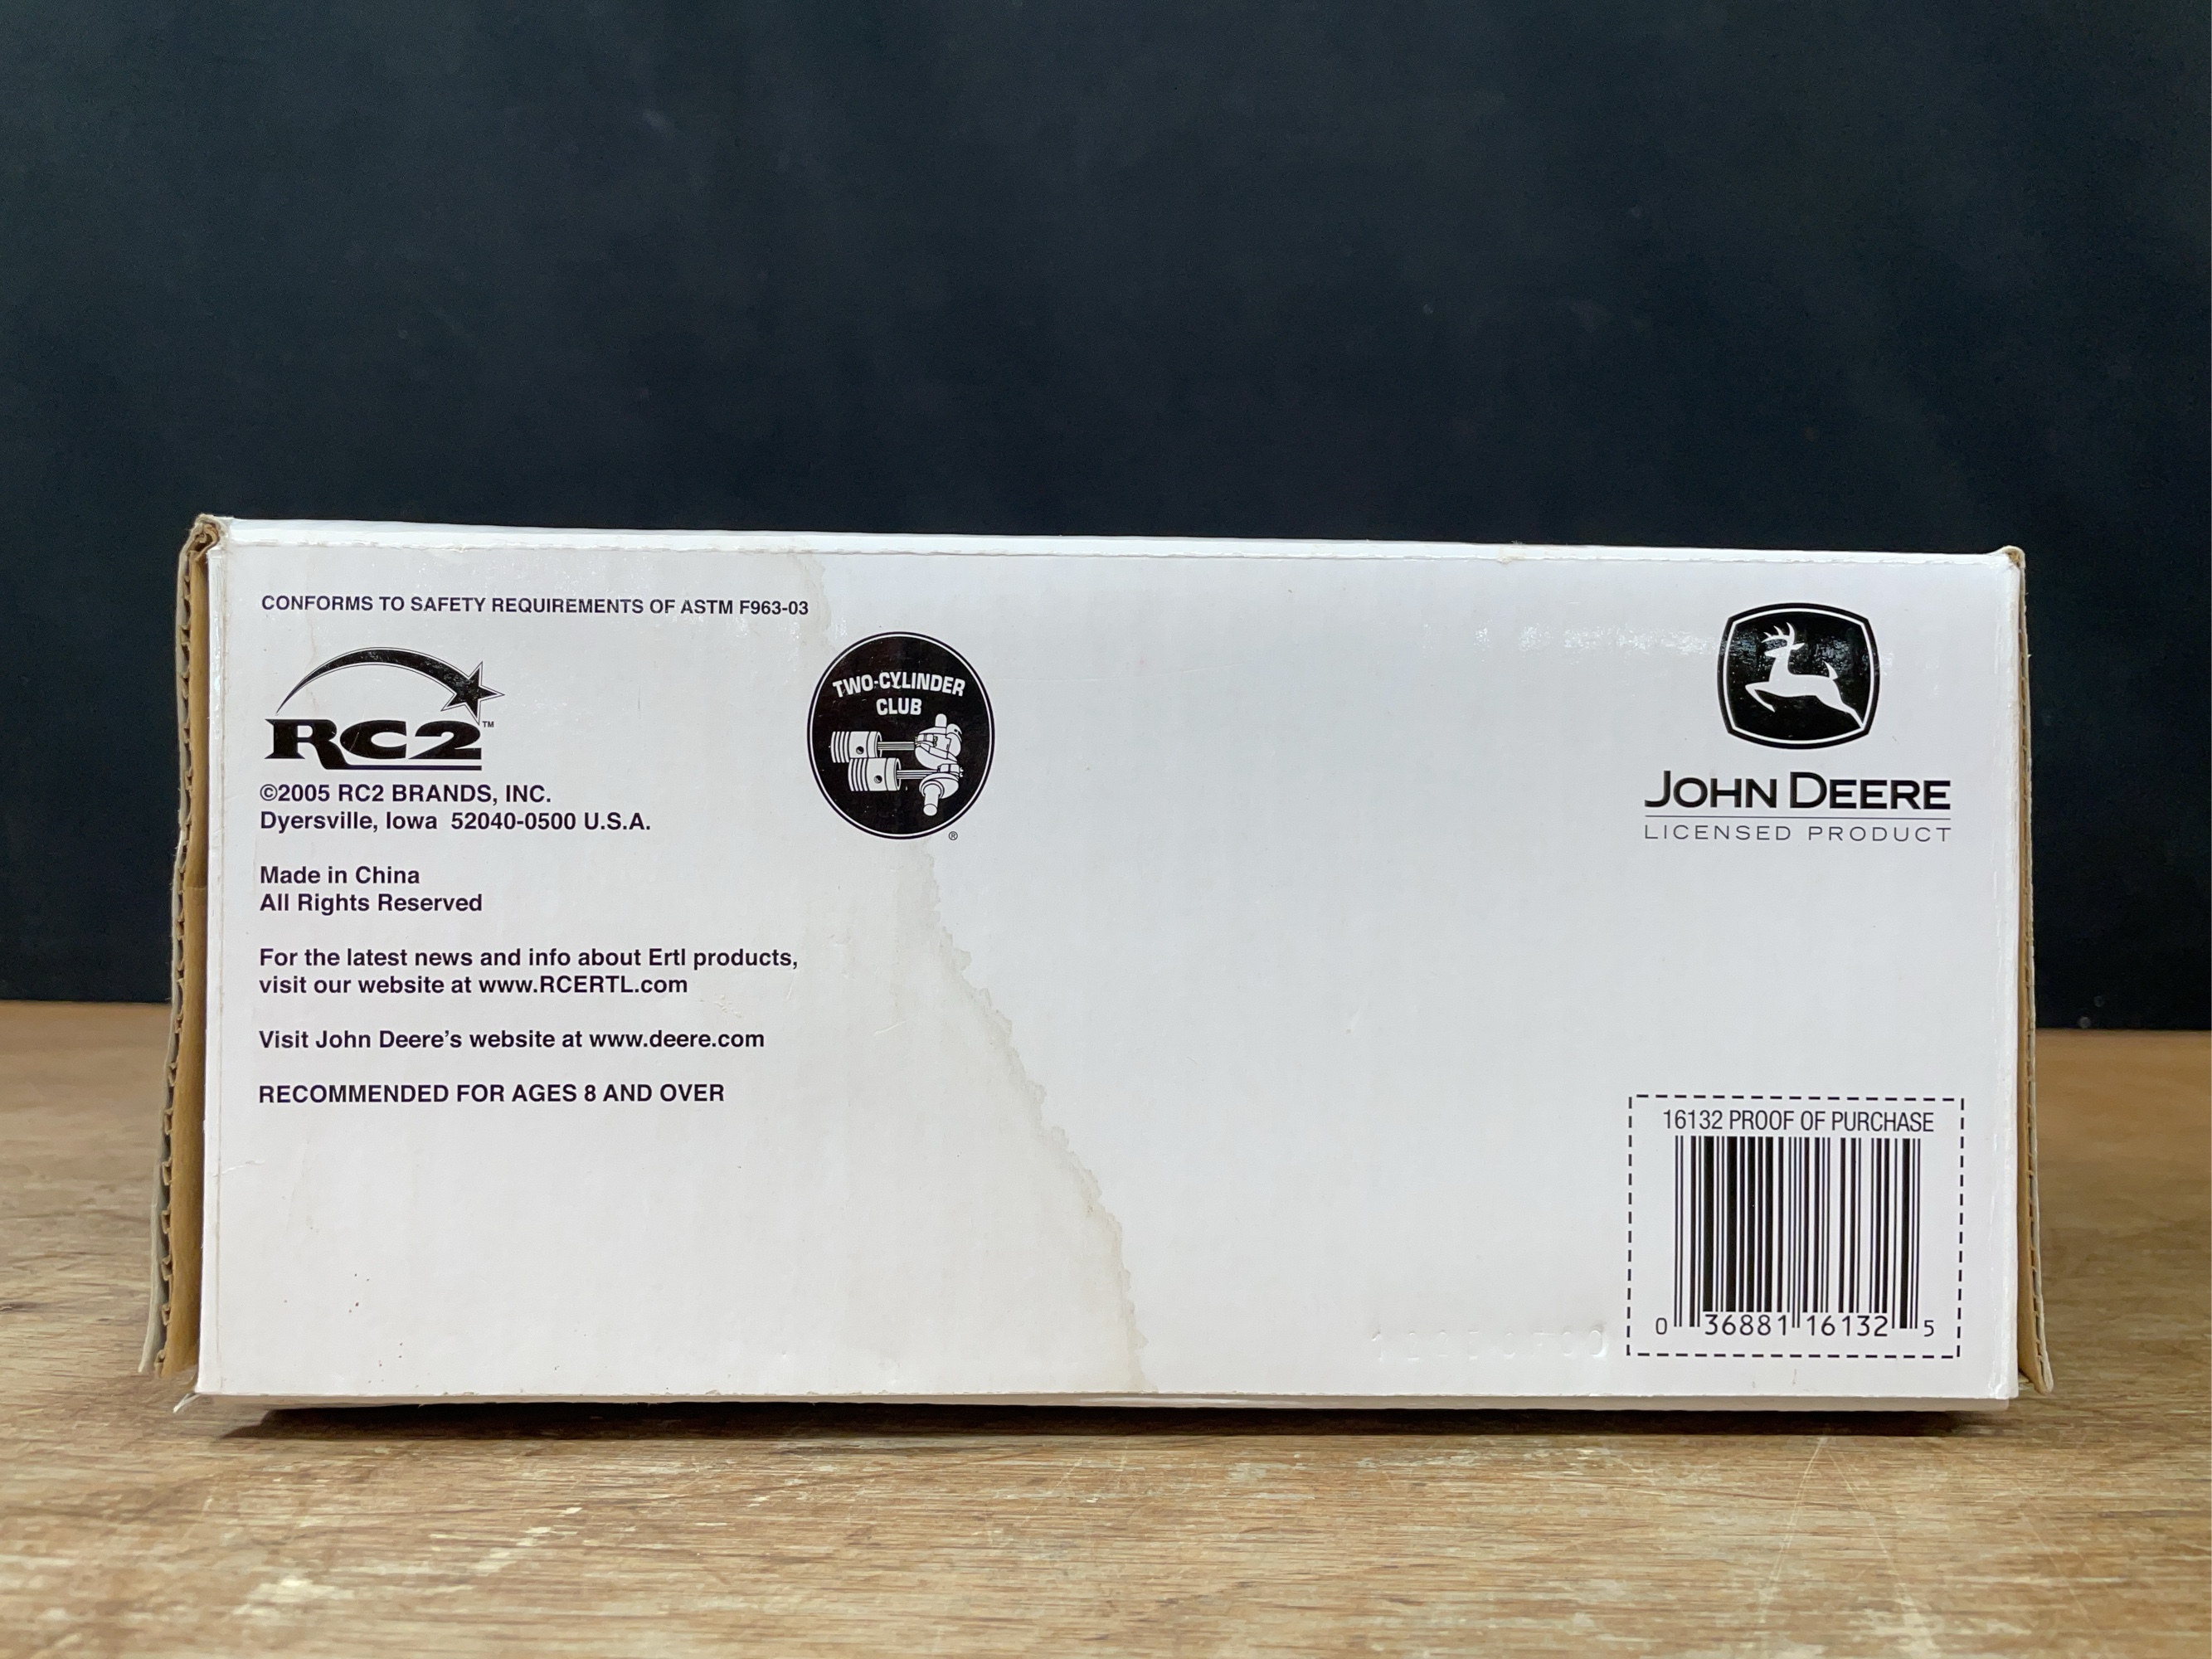 CONFORMS TO SAFETY REQUIREMENTS OF ASTM F963-03
RC2™
©2005 RC2 BRANDS, INC.
Dyersville, Iowa 52040-0500 U.S.A.
Made in China
All Rights Reserved
For the latest news and info about Ertl products,
visit our website at www.RCERTL.com
Visit John Deere's website at www.deere.com
RECOMMENDED FOR AGES 8 AND OVER
TWO-CYLINDER
CLUB
®
JOHN DEERE
LICENSED PRODUCT
16132 PROOF OF PURCHASE
0 36881 16132 5